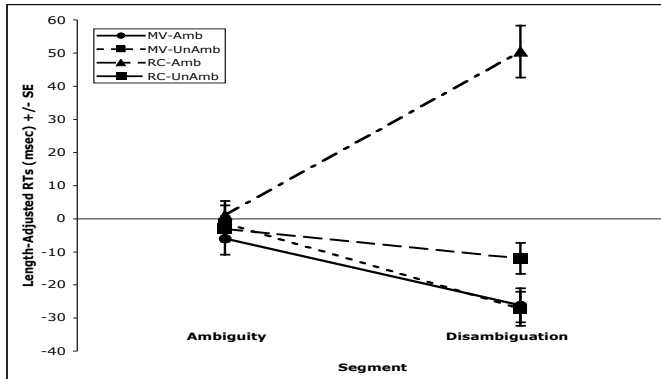 60
50
40
30
20
10
0
-10
-20
-30
-40
Length-Adjusted RTs (msec) +/- SE
MV-Amb
MV-UnAmb
RC-Amb
RC-UnAmb
Ambiguity
Disambiguation
Segment